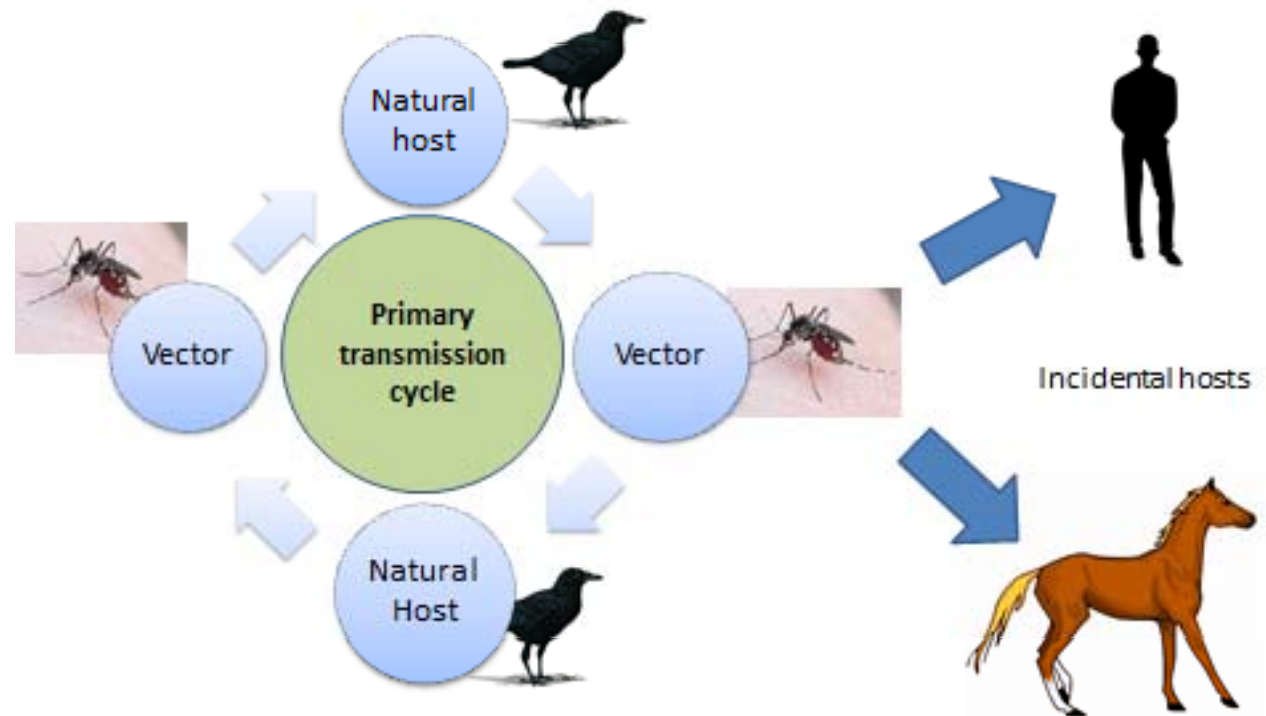 Natural
host
Vector
Primary
transmission
cycle
Vector
Incidental hosts
Natural
Host